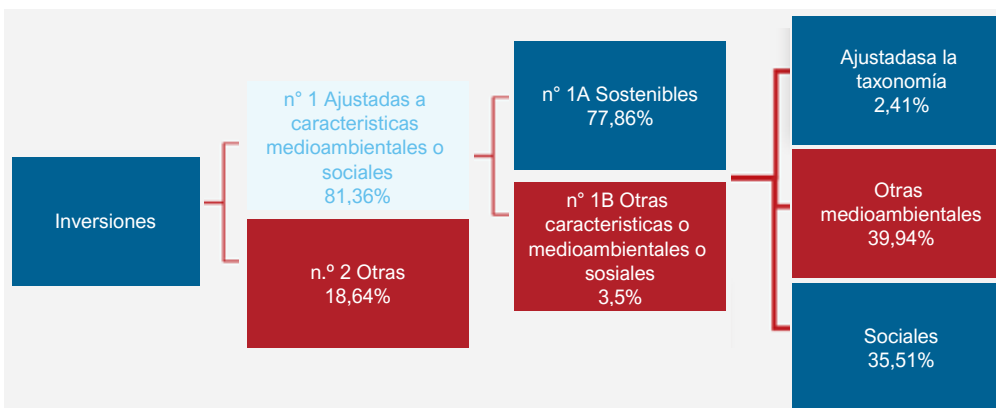 Inversiones
n° 1 Ajustadas a
caracteristicas
medioambientales o
sociales
81,36%
n.º 2 Otras
18,64%
n° 1A Sostenibles
77,86%
n° 1B Otras
caracteristicas o
medioambientales o
sosiales
3,5%
Ajustadasa la
taxonomía
2,41%
Otras
medioambientales
39,94%
Sociales
35,51%